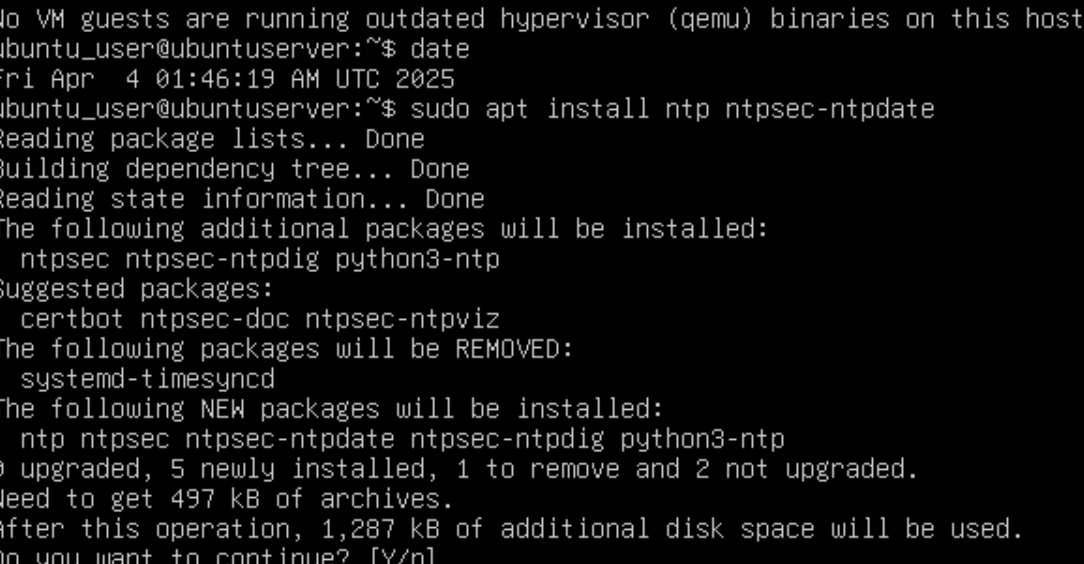 No VM guests are running outdated hypervisor (qemu) binaries on this host
ubuntu_user@ubuntuserver:~$ date
Fri Apr  4 01:46:19 AM UTC 2025
ubuntu_user@ubuntuserver:~$ sudo apt install ntp ntpsec-ntpdate
Reading package lists... Done
Building dependency tree... Done
Reading state information... Done
The following additional packages will be installed:
  ntpsec ntpsec-ntpdig python3-ntp
Suggested packages:
  certbot ntpsec-doc ntpsec-ntpviz
The following packages will be REMOVED:
  systemd-timesyncd
The following NEW packages will be installed:
  ntp ntpsec ntpsec-ntpdate ntpsec-ntpdig python3-ntp
0 upgraded, 5 newly installed, 1 to remove and 2 not upgraded.
Need to get 497 kB of archives.
After this operation, 1,287 kB of additional disk space will be used.
Do you want to continue? [Y/n]